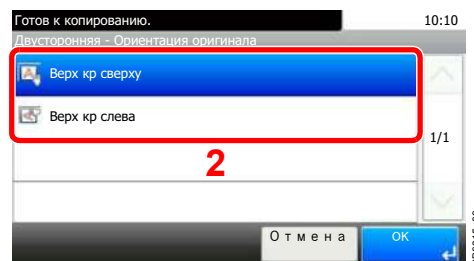 Готов к копированию. 10:10
Двусторонняя - Ориентация оригинала
Верх кр сверху
Верх кр слева
1/1
2
Отмена OK